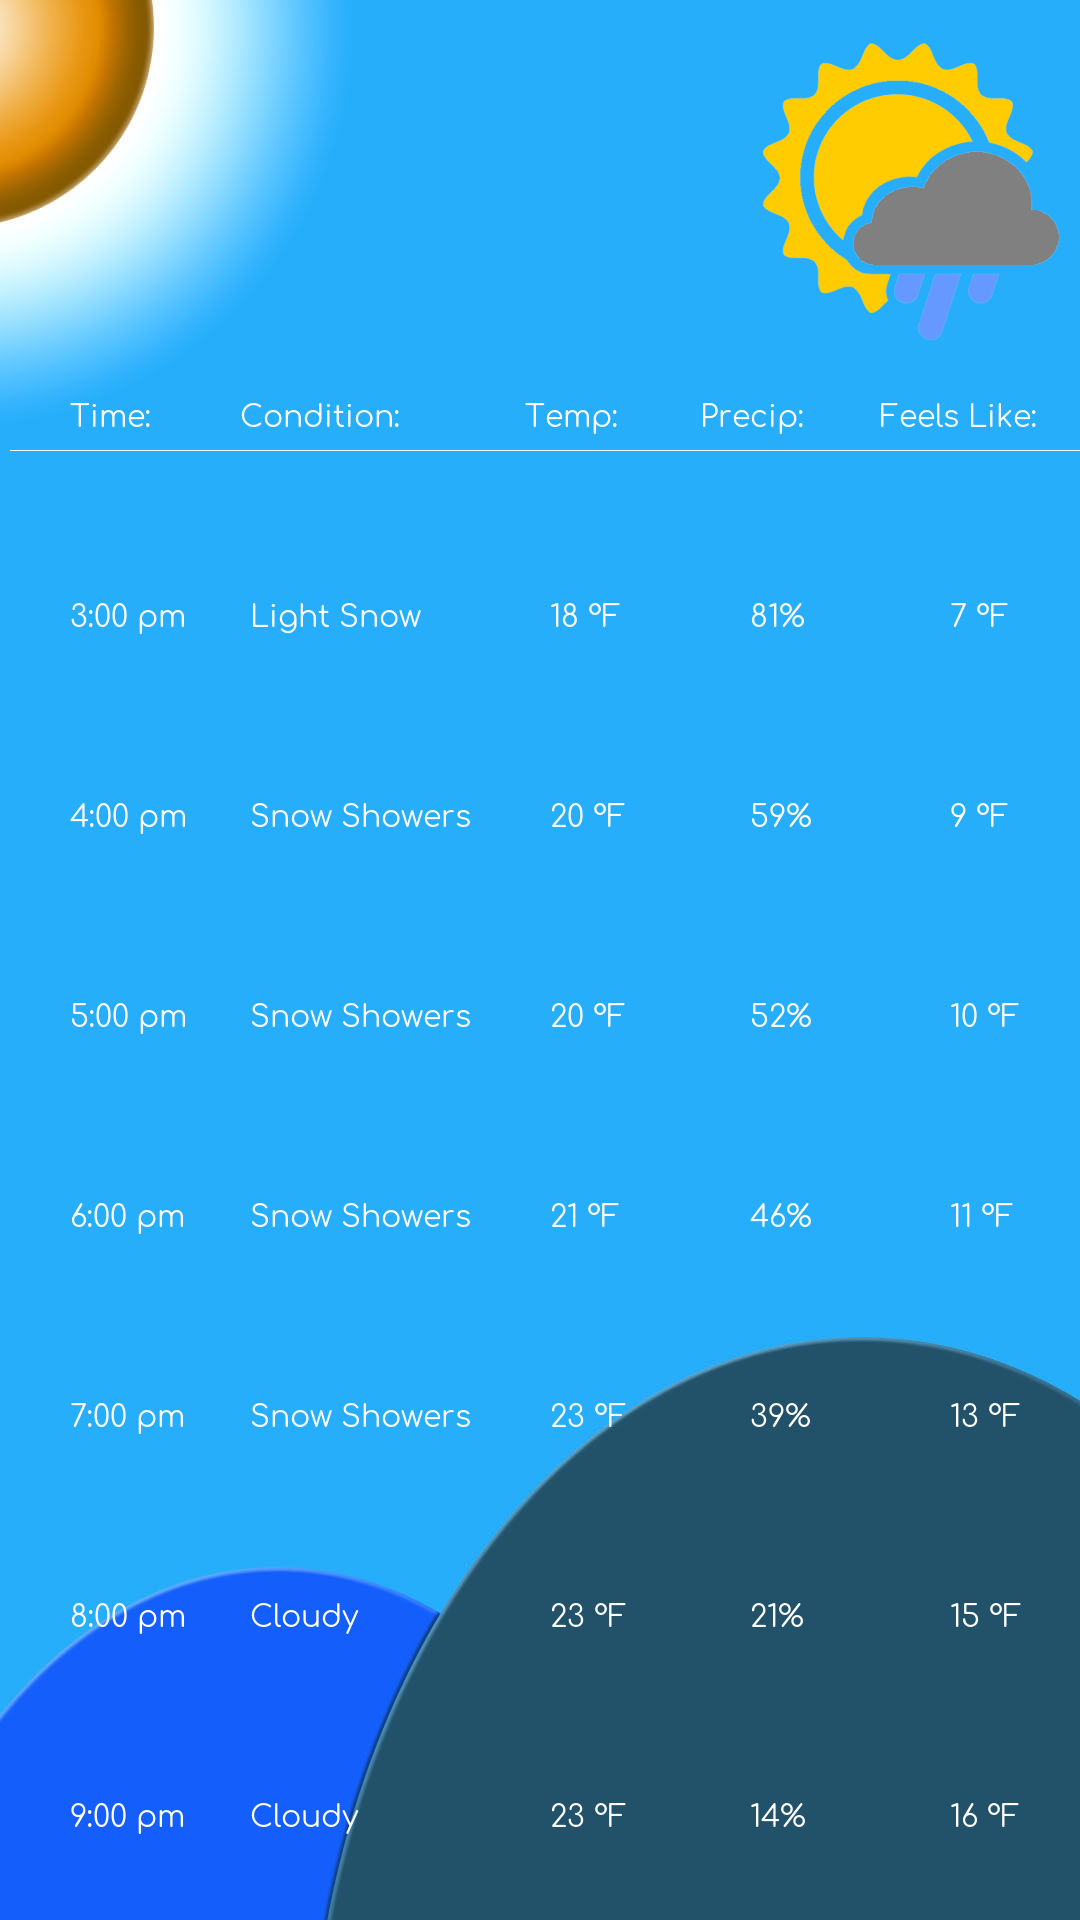 Time: Condition: Temp: Precip: Feels Like:
3:00 pm Light Snow 18 °F 81% 7 °F
4:00 pm Snow Showers 20 °F 59% 9 °F
5:00 pm Snow Showers 20 °F 52% 10 °F
6:00 pm Snow Showers 21 °F 46% 11 °F
7:00 pm Snow Showers 23 °F 39% 13 °F
8:00 pm Cloudy 23 °F 21% 15 °F
9:00 pm Cloudy 23 °F 14% 16 °F